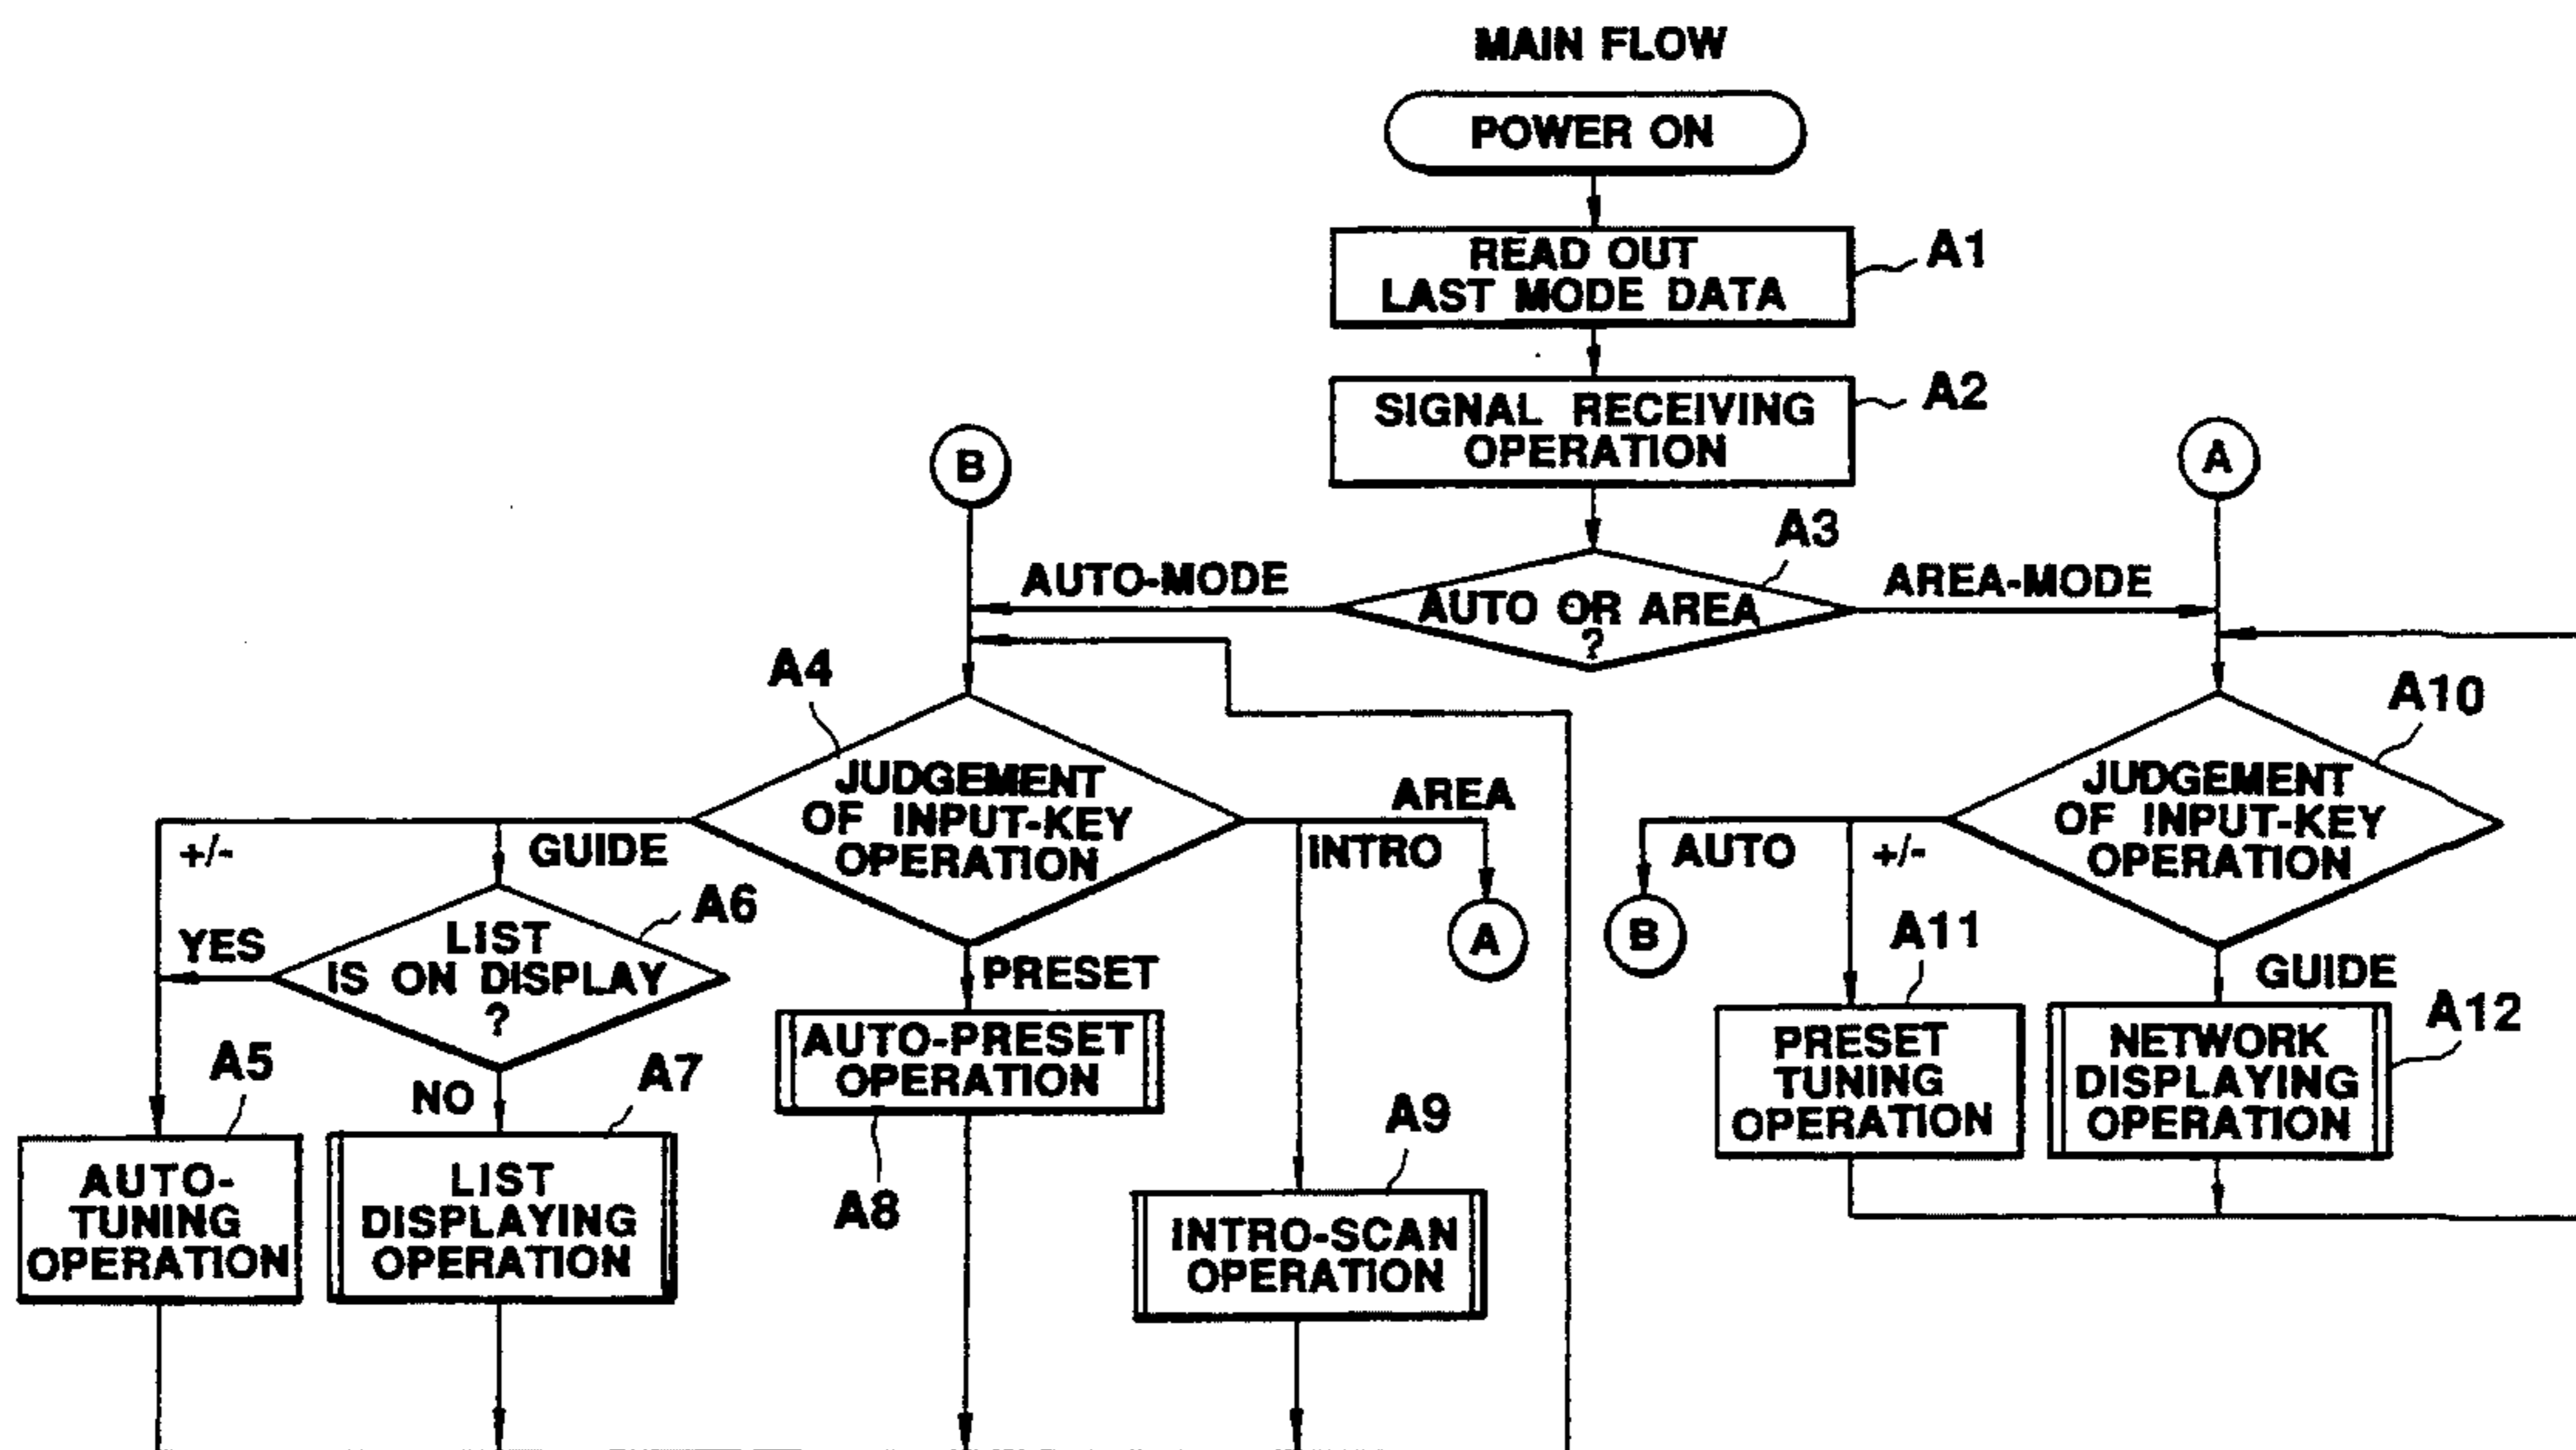 MAIN FLOW
POWER ON
READ OUT
LAST MODE DATA
A1
SIGNAL RECEIVING
OPERATION
A2
B
A
A3
AUTO-MODE
AUTO OR AREA
?
AREA-MODE
A4
JUDGEMENT
OF INPUT-KEY
OPERATION
+/-
GUIDE
AREA
INTRO
A
A10
JUDGEMENT
OF INPUT-KEY
OPERATION
AUTO
+/-
B
GUIDE
A6
LIST
IS ON DISPLAY
?
YES
NO
PRESET
AUTO-PRESET
OPERATION
A8
A11
PRESET
TUNING
OPERATION
A12
NETWORK
DISPLAYING
OPERATION
A5
AUTO-
TUNING
OPERATION
A7
LIST
DISPLAYING
OPERATION
A9
INTRO-SCAN
OPERATION